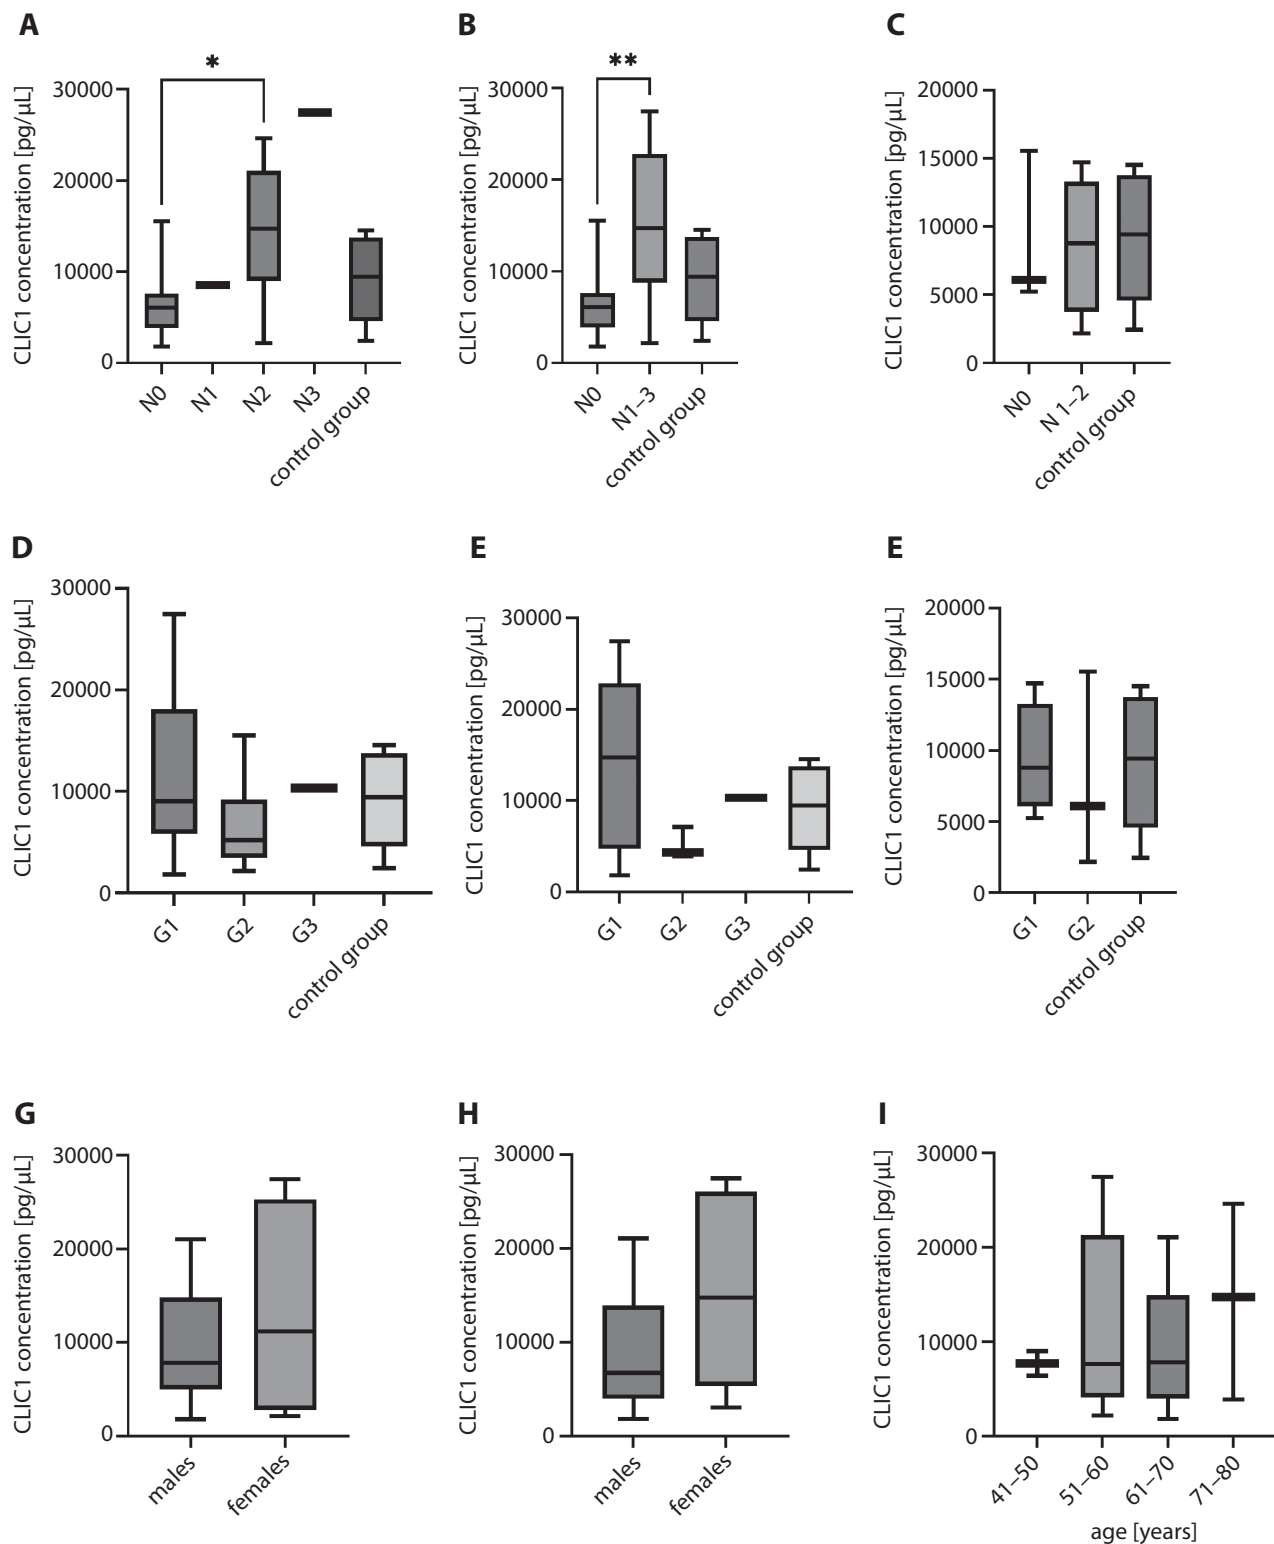 A
CLIC1 concentration [pg/µL]
30000
20000
10000
0
*
N0
N1
N2
N3
control group
B
CLIC1 concentration [pg/µL]
30000
20000
10000
0
**
N0
N1–3
control group
C
CLIC1 concentration [pg/µL]
20000
15000
10000
5000
0
N0
N 1–2
control group
D
CLIC1 concentration [pg/µL]
30000
20000
10000
0
G1
G2
G3
control group
E
CLIC1 concentration [pg/µL]
30000
20000
10000
0
G1
G2
G3
control group
E
CLIC1 concentration [pg/µL]
20000
15000
10000
5000
0
G1
G2
control group
G
CLIC1 concentration [pg/µL]
30000
20000
10000
0
males
females
H
CLIC1 concentration [pg/µL]
30000
20000
10000
0
males
females
I
CLIC1 concentration [pg/µL]
30000
20000
10000
0
41–50
51–60
61–70
71–80
age [years]